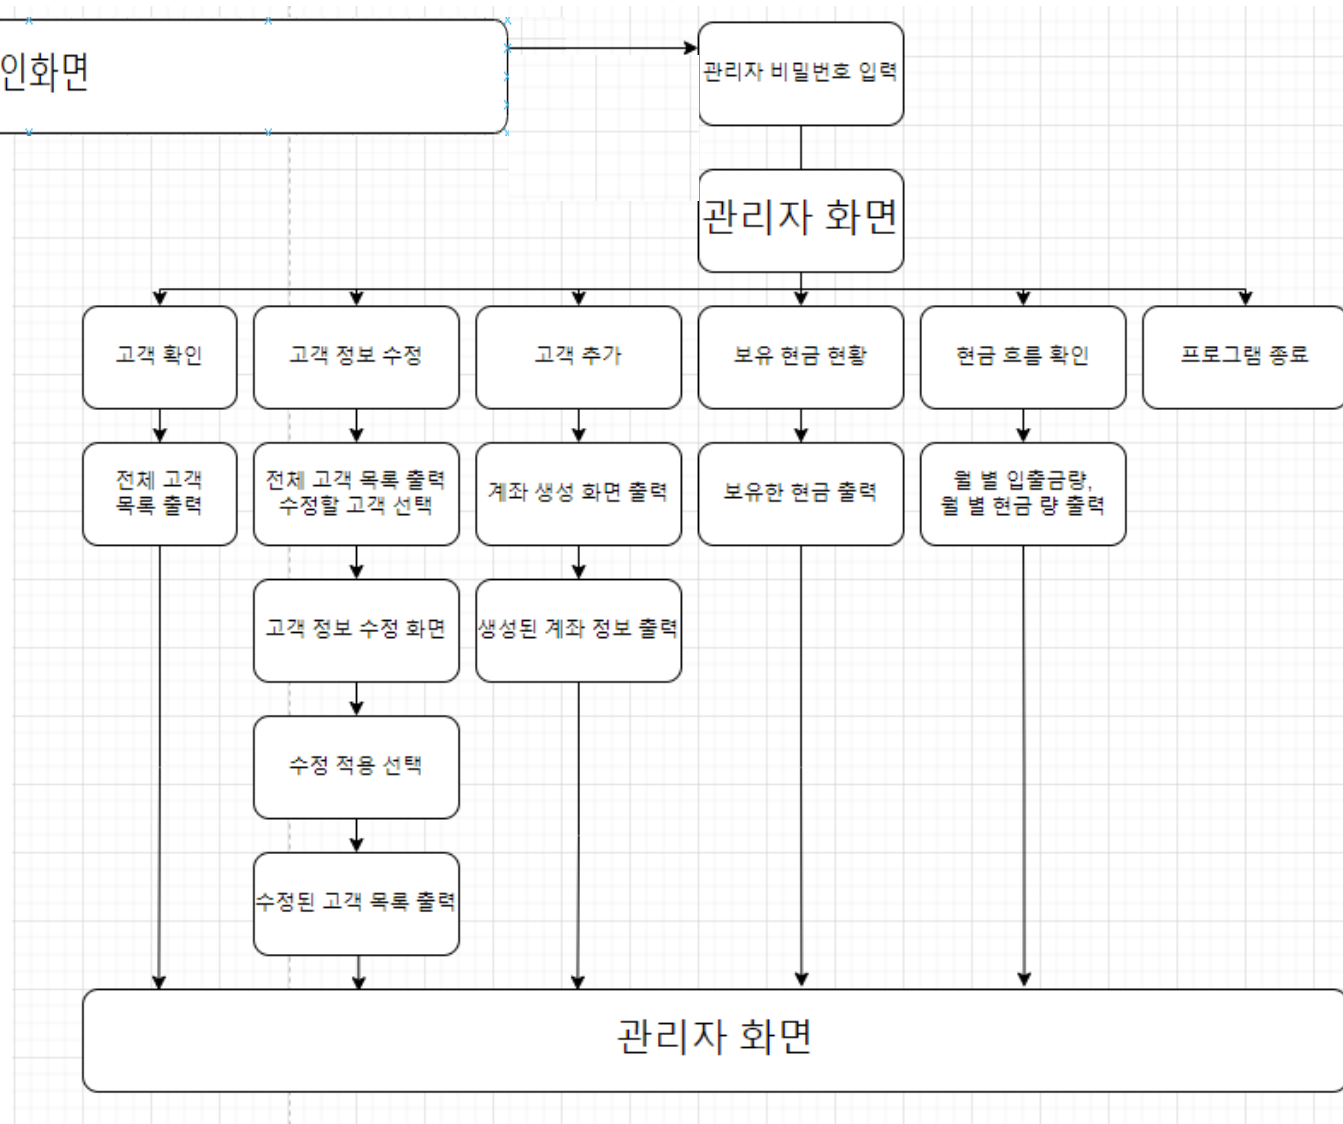 인화면
관리자 비밀번호 입력
관리자 화면
고객 확인
고객 정보 수정
고객 추가
보유 현금 현황
현금 흐름 확인
프로그램 종료
전체 고객
목록 출력
전체 고객 목록 출력
수정할 고객 선택
계좌 생성 화면 출력
보유한 현금 출력
월 별 입출금량,
월 별 현금 량 출력
고객 정보 수정 화면
생성된 계좌 정보 출력
수정 적용 선택
수정된 고객 목록 출력
관리자 화면